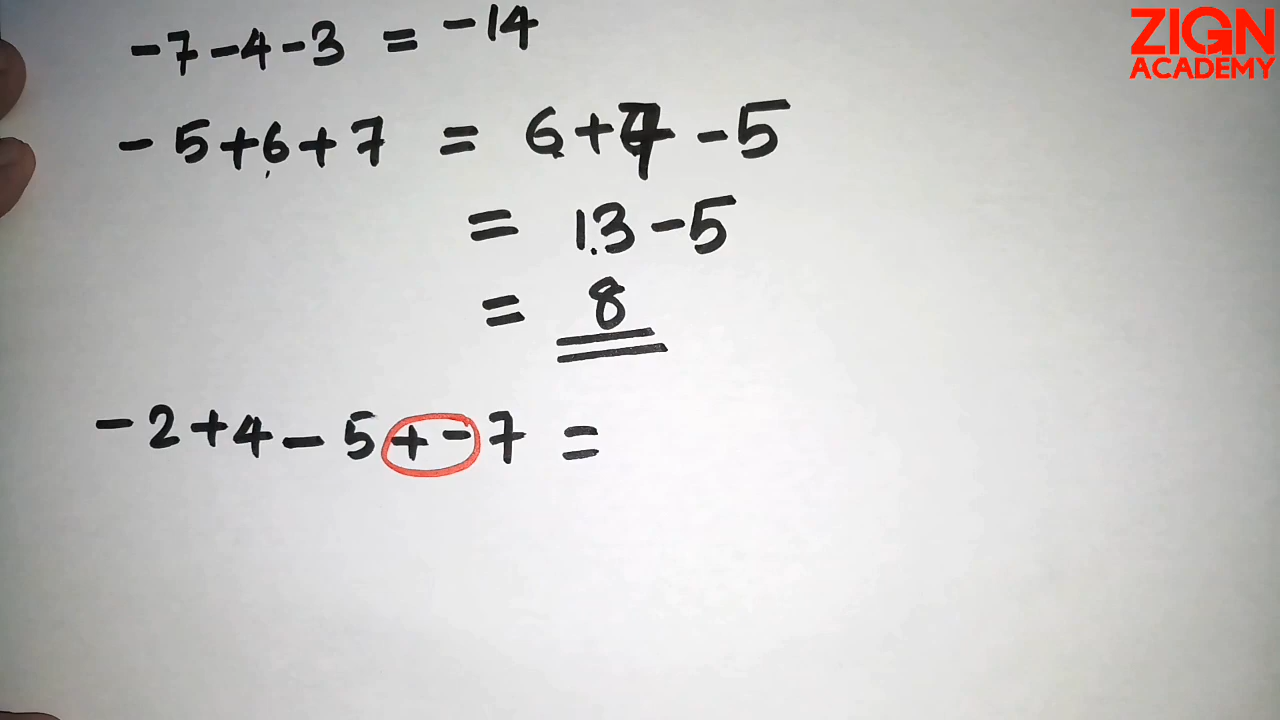 ZIGN
ACADEMY
-7-4-3 = -14
-5+6+7 = 6+7-5
= 13-5
= 8
-2+4-5+-7 =